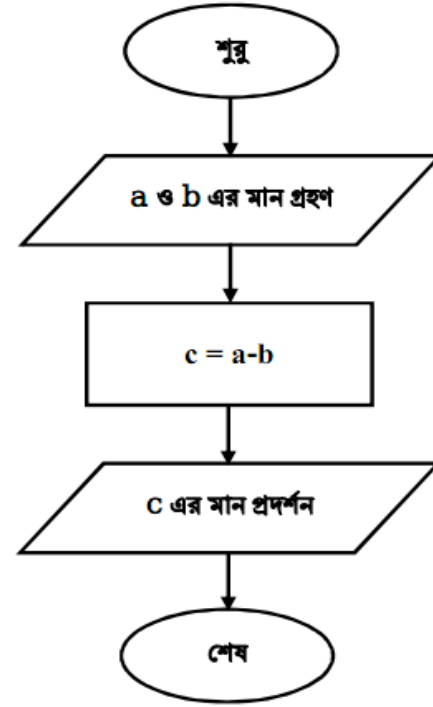 শুরু
a ও b এর মান গ্রহণ
c = a-b
c এর মান প্রদর্শন
শেষ